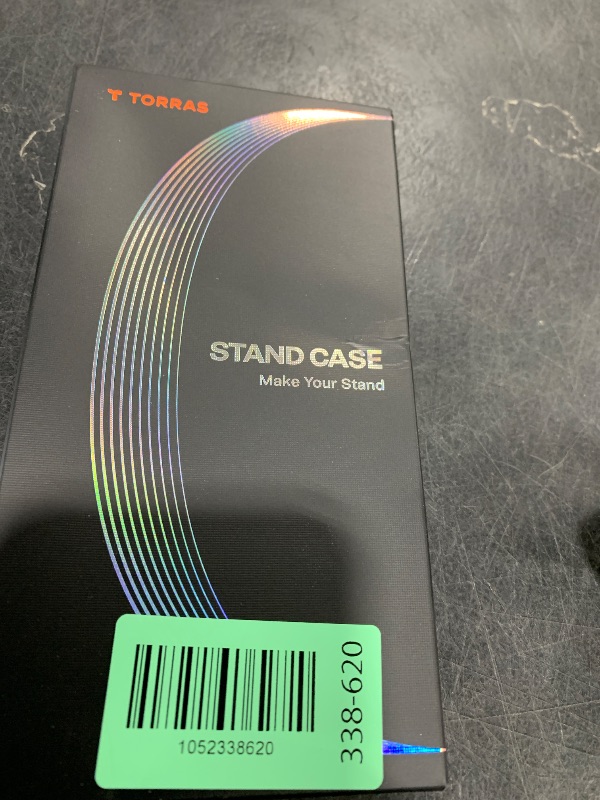 TORRAS
STAND CASE
Make Your Stand
1052338620
338-620